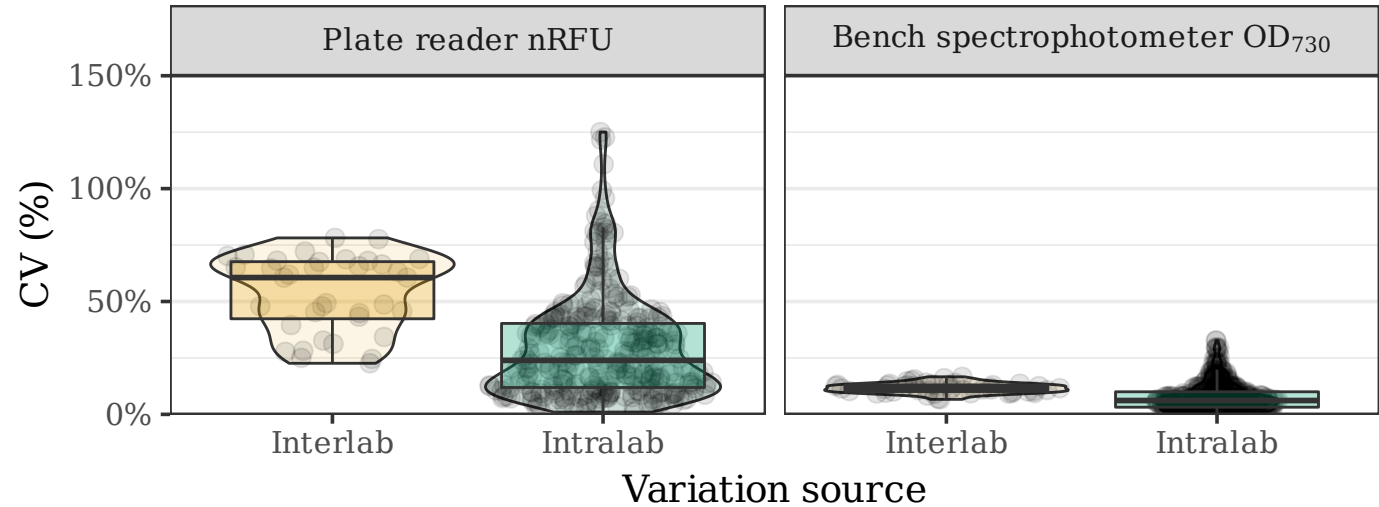 Plate reader nRFU
Bench spectrophotometer OD₇₃₀
CV (%)
150%
100%
50%
0%
Interlab
Intralab
Interlab
Intralab
Variation source